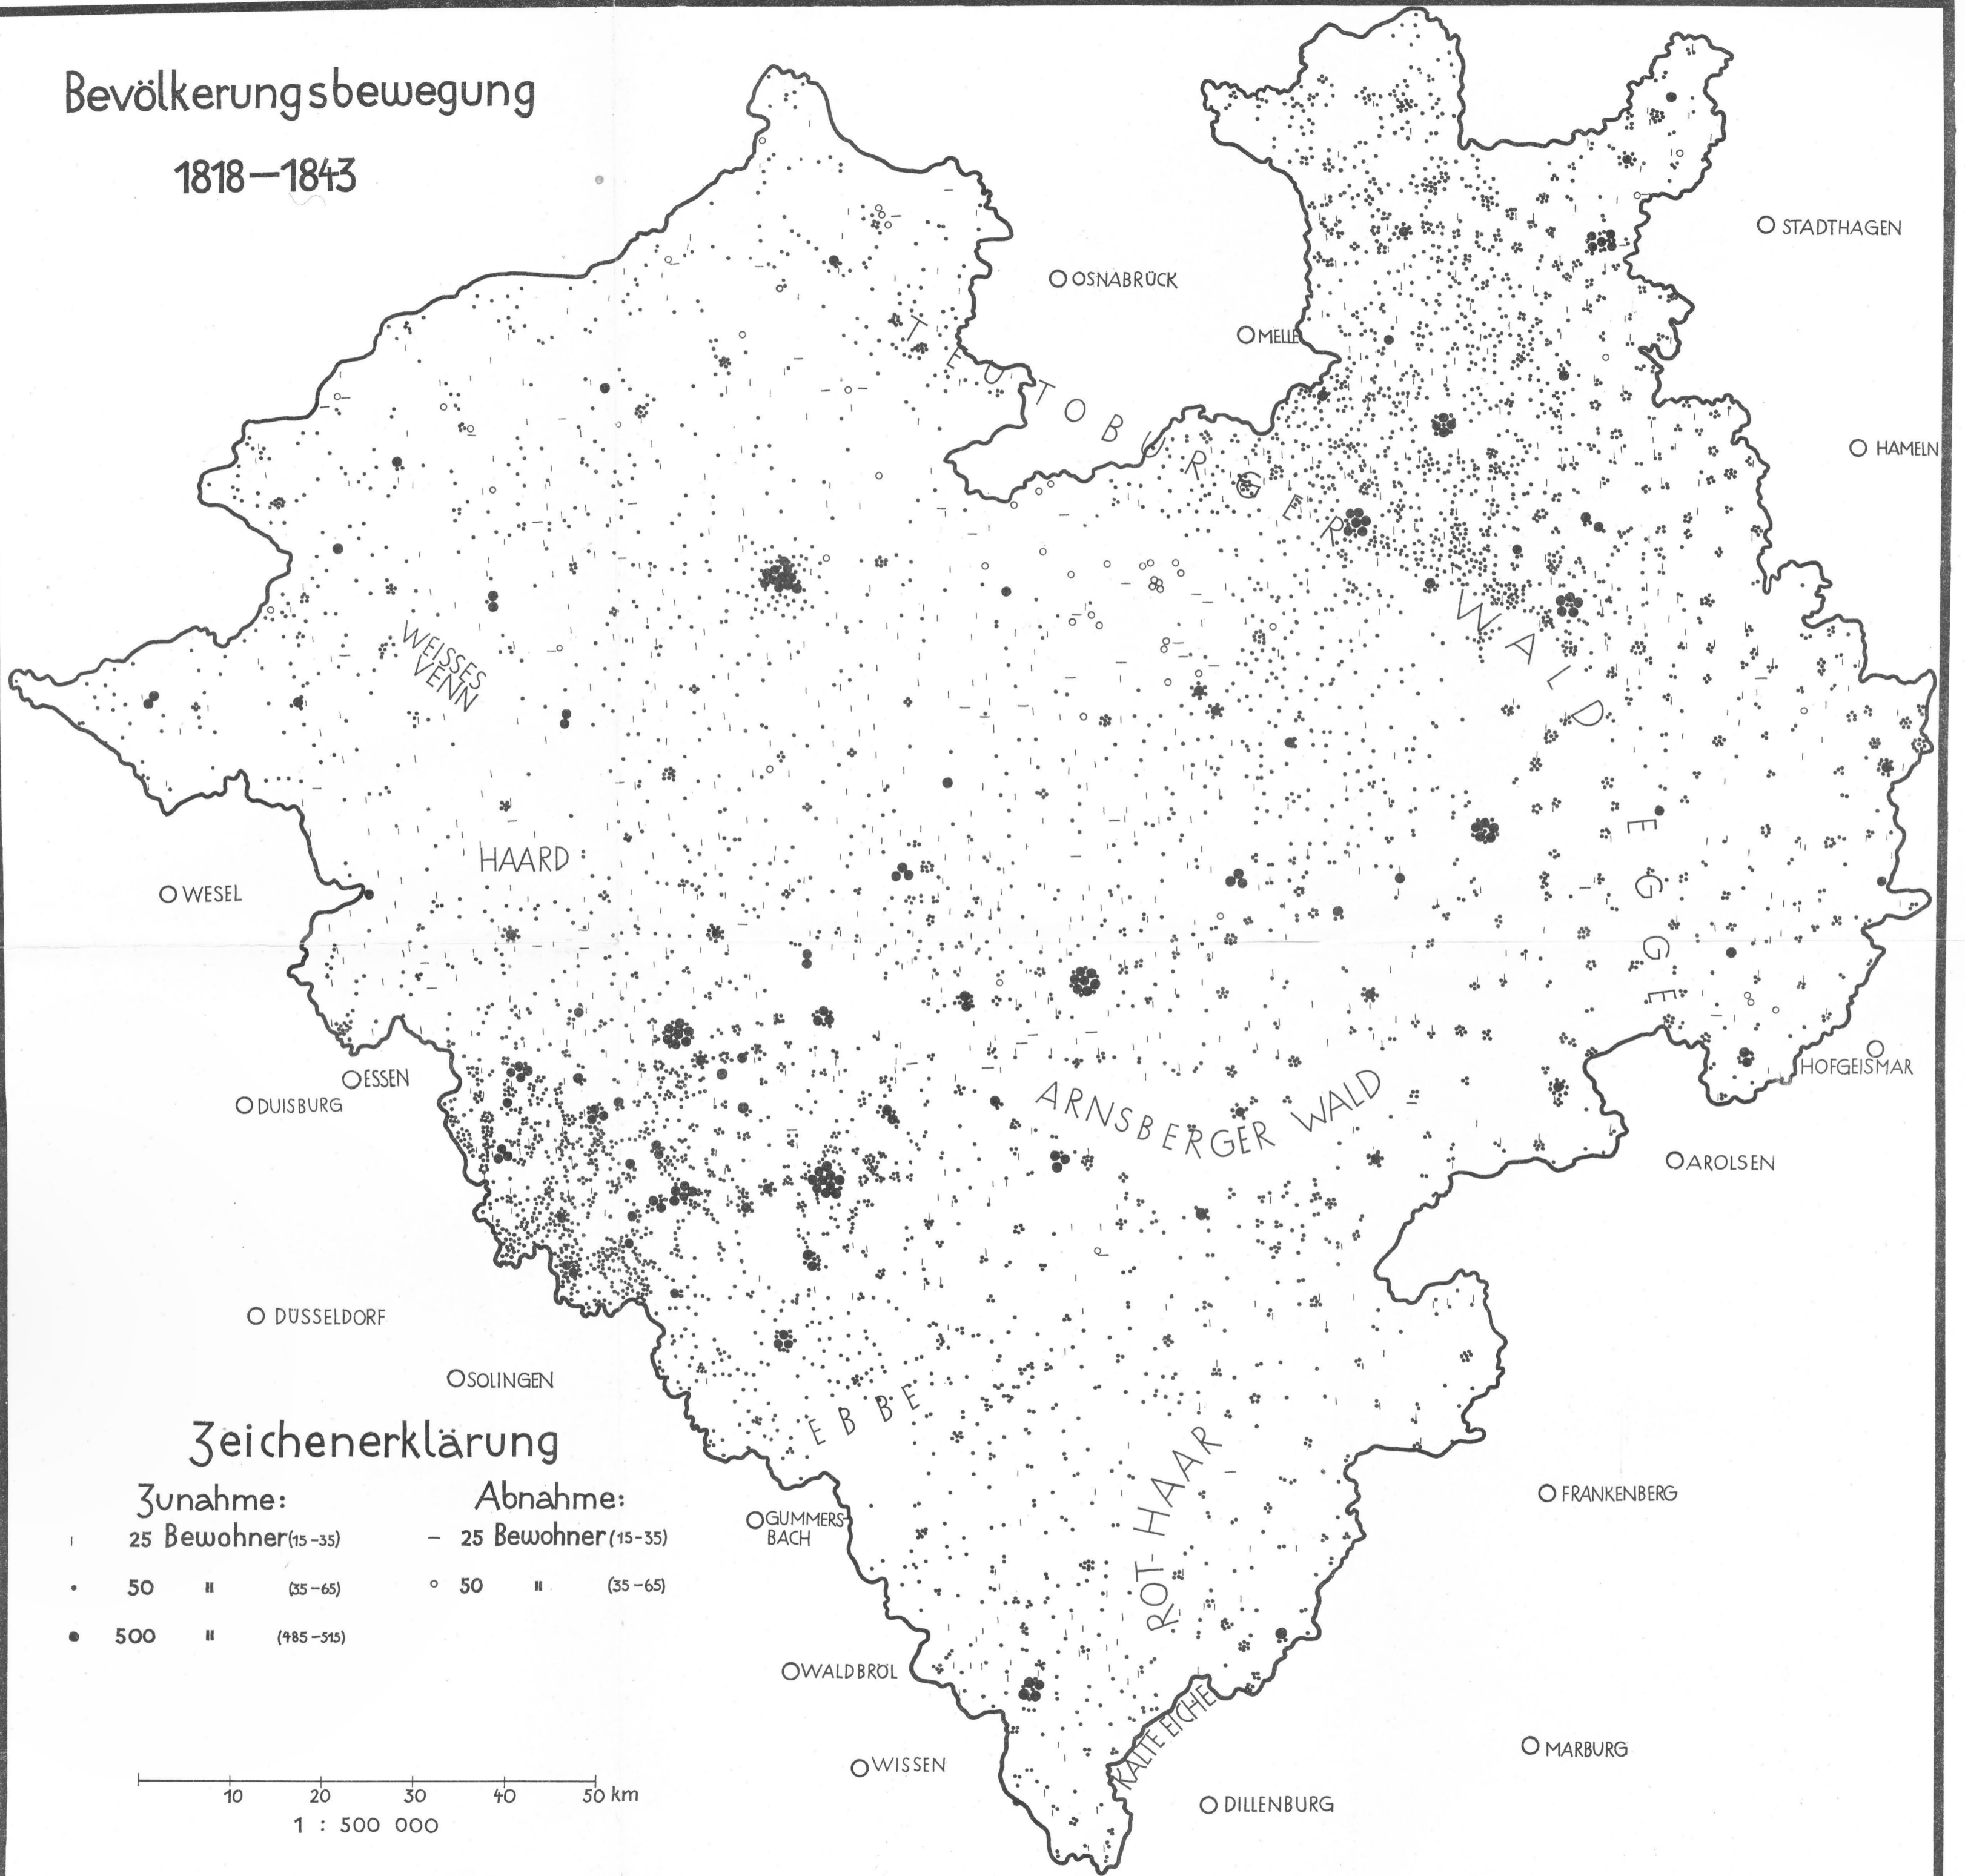 Bevölkerungsbewegung
1818—1843
STADTHAGEN
OSNABRÜCK
MELLE
HAMELN
TEUTOBURGER WALD
WEISSES
VENN
HAARD
EGGE
WESEL
ESSEN
DUISBURG
HOFGEISMAR
ARNSBERGER WALD
AROLSEN
DÜSSELDORF
SOLINGEN
EBBE
ROT-HAAR
FRANKENBERG
GUMMERS-
BACH
WALDBRÖL
KALTE EICHE
WISSEN
MARBURG
DILLENBURG
Zeichenerklärung
Zunahme: Abnahme:
25 Bewohner (15-35) – 25 Bewohner (15-35)
50 " (35-65) 50 " (35-65)
500 " (485-515)
10 20 30 40 50 km
1 : 500 000